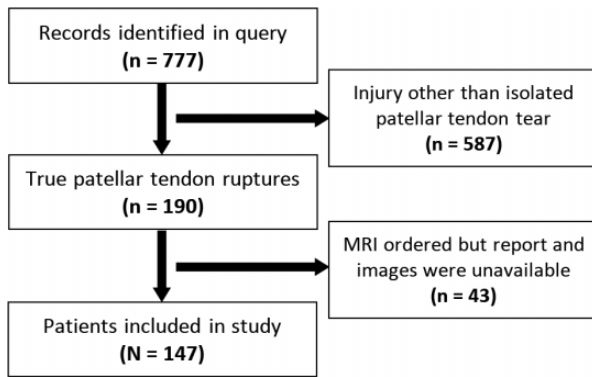 Records identified in query
(n = 777)
Injury other than isolated
patellar tendon tear
(n = 587)
True patellar tendon ruptures
(n = 190)
MRI ordered but report and
images were unavailable
(n = 43)
Patients included in study
(N = 147)